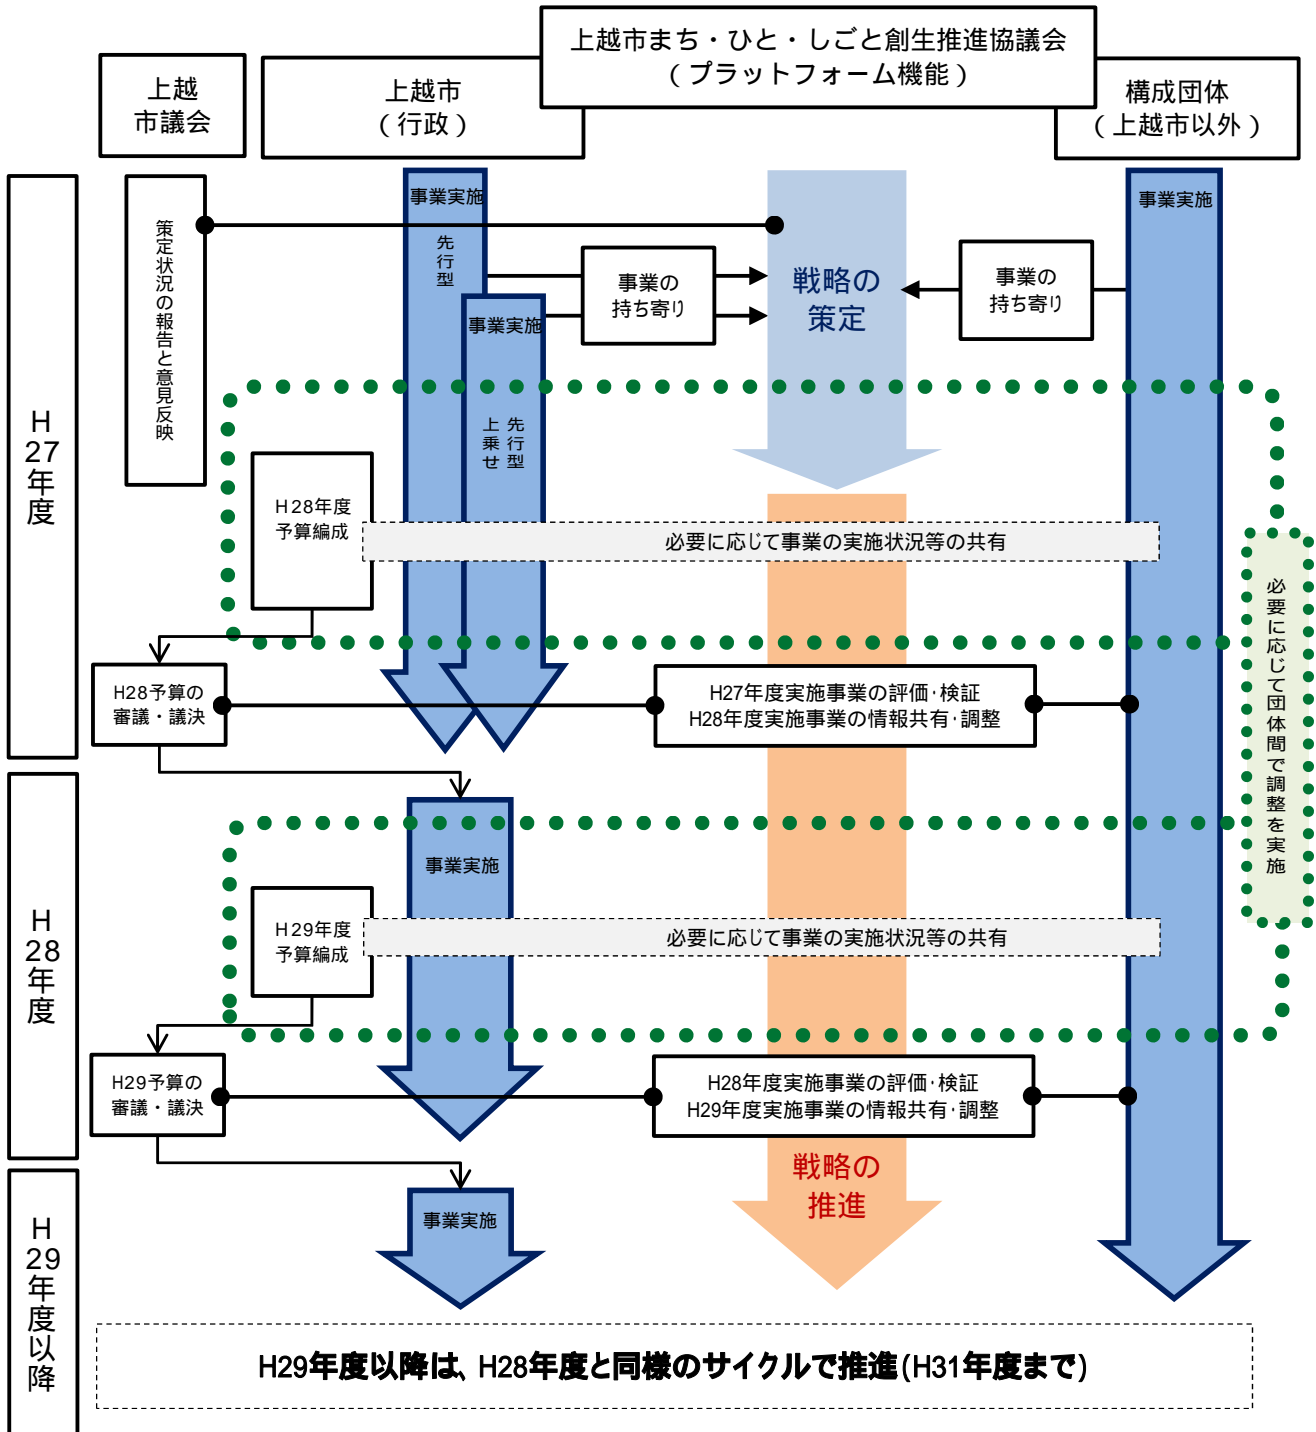 上越市まち・ひと・しごと創生推進協議会
（プラットフォーム機能）
上越
市議会
上越市
（行政）
構成団体
（上越市以外）
H
27
年
度
策定状況の報告と意見反映
事業実施
先行型
事業実施
先行型
上乗せ
事業の
持ち寄り
戦略の
策定
事業の
持ち寄り
事業実施
H28年度
予算編成
必要に応じて事業の実施状況等の共有
必要に応じて団体間で調整を実施
H28予算の
審議・議決
H27年度実施事業の評価・検証
H28年度実施事業の情報共有・調整
H
28
年
度
事業実施
H29年度
予算編成
必要に応じて事業の実施状況等の共有
H29予算の
審議・議決
H28年度実施事業の評価・検証
H29年度実施事業の情報共有・調整
戦略の
推進
H
29
年
度
以
降
事業実施
H29年度以降は、H28年度と同様のサイクルで推進(H31年度まで)